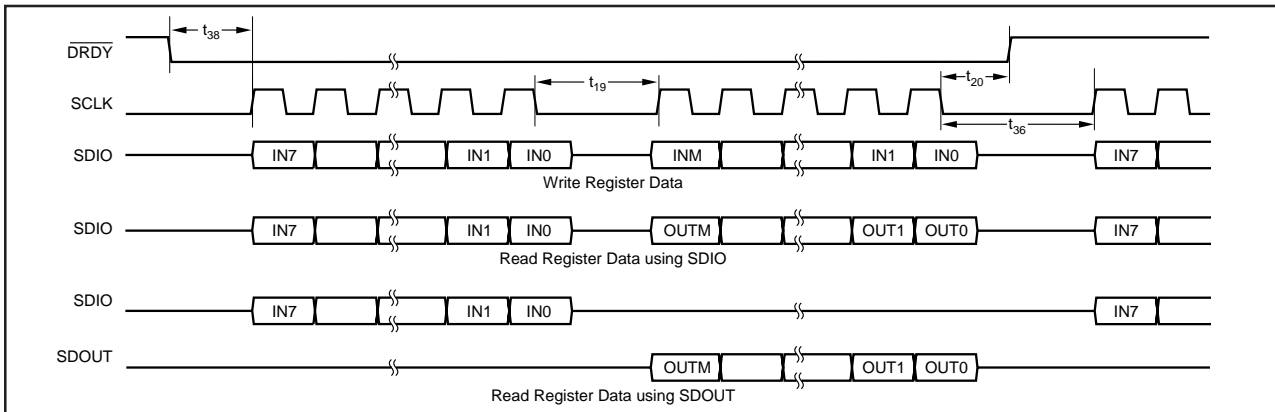 t38
DRDY
t19
t20
SCLK
t36
SDIO IN7 IN1 IN0 INM IN1 IN0 IN7
Write Register Data
SDIO IN7 IN1 IN0 OUTM OUT1 OUT0 IN7
Read Register Data using SDIO
SDIO IN7 IN1 IN0 IN7
SDOUT OUTM OUT1 OUT0
Read Register Data using SDOUT